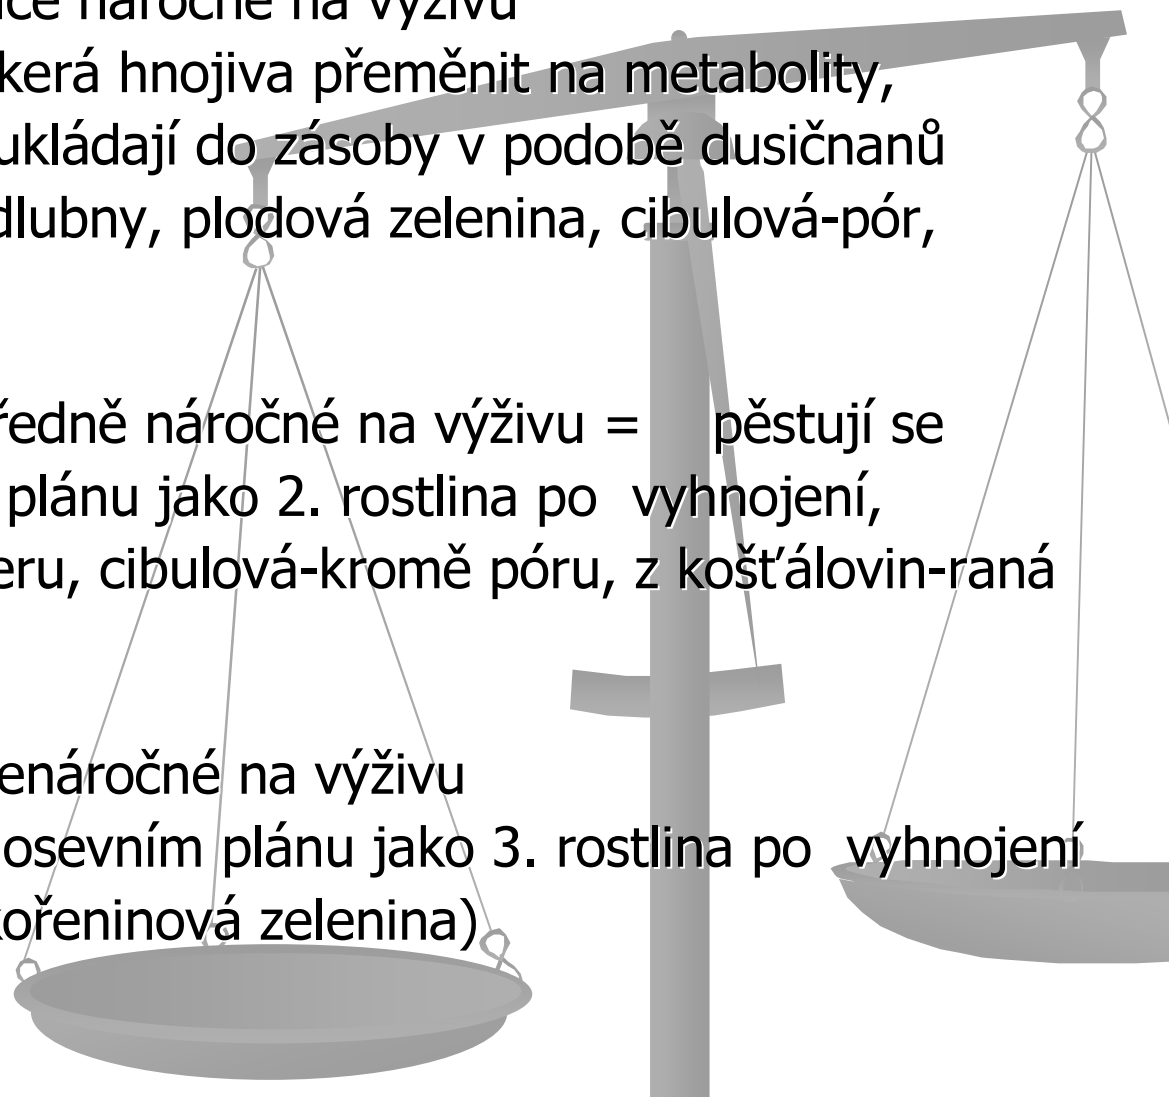 náročné na výživu
kerá hnojiva přeměnit na metabolity,
ukládají do zásoby v podobě dusičnanů
dlubny, plodová zelenina, cibulová-pór,
ředně náročné na výživu = pěstují se
plánu jako 2. rostlina po vyhnojení,
eru, cibulová-kromě póru, z košťálovin-raná
enáročné na výživu
osevním plánu jako 3. rostlina po vyhnojení
kořeninová zelenina)